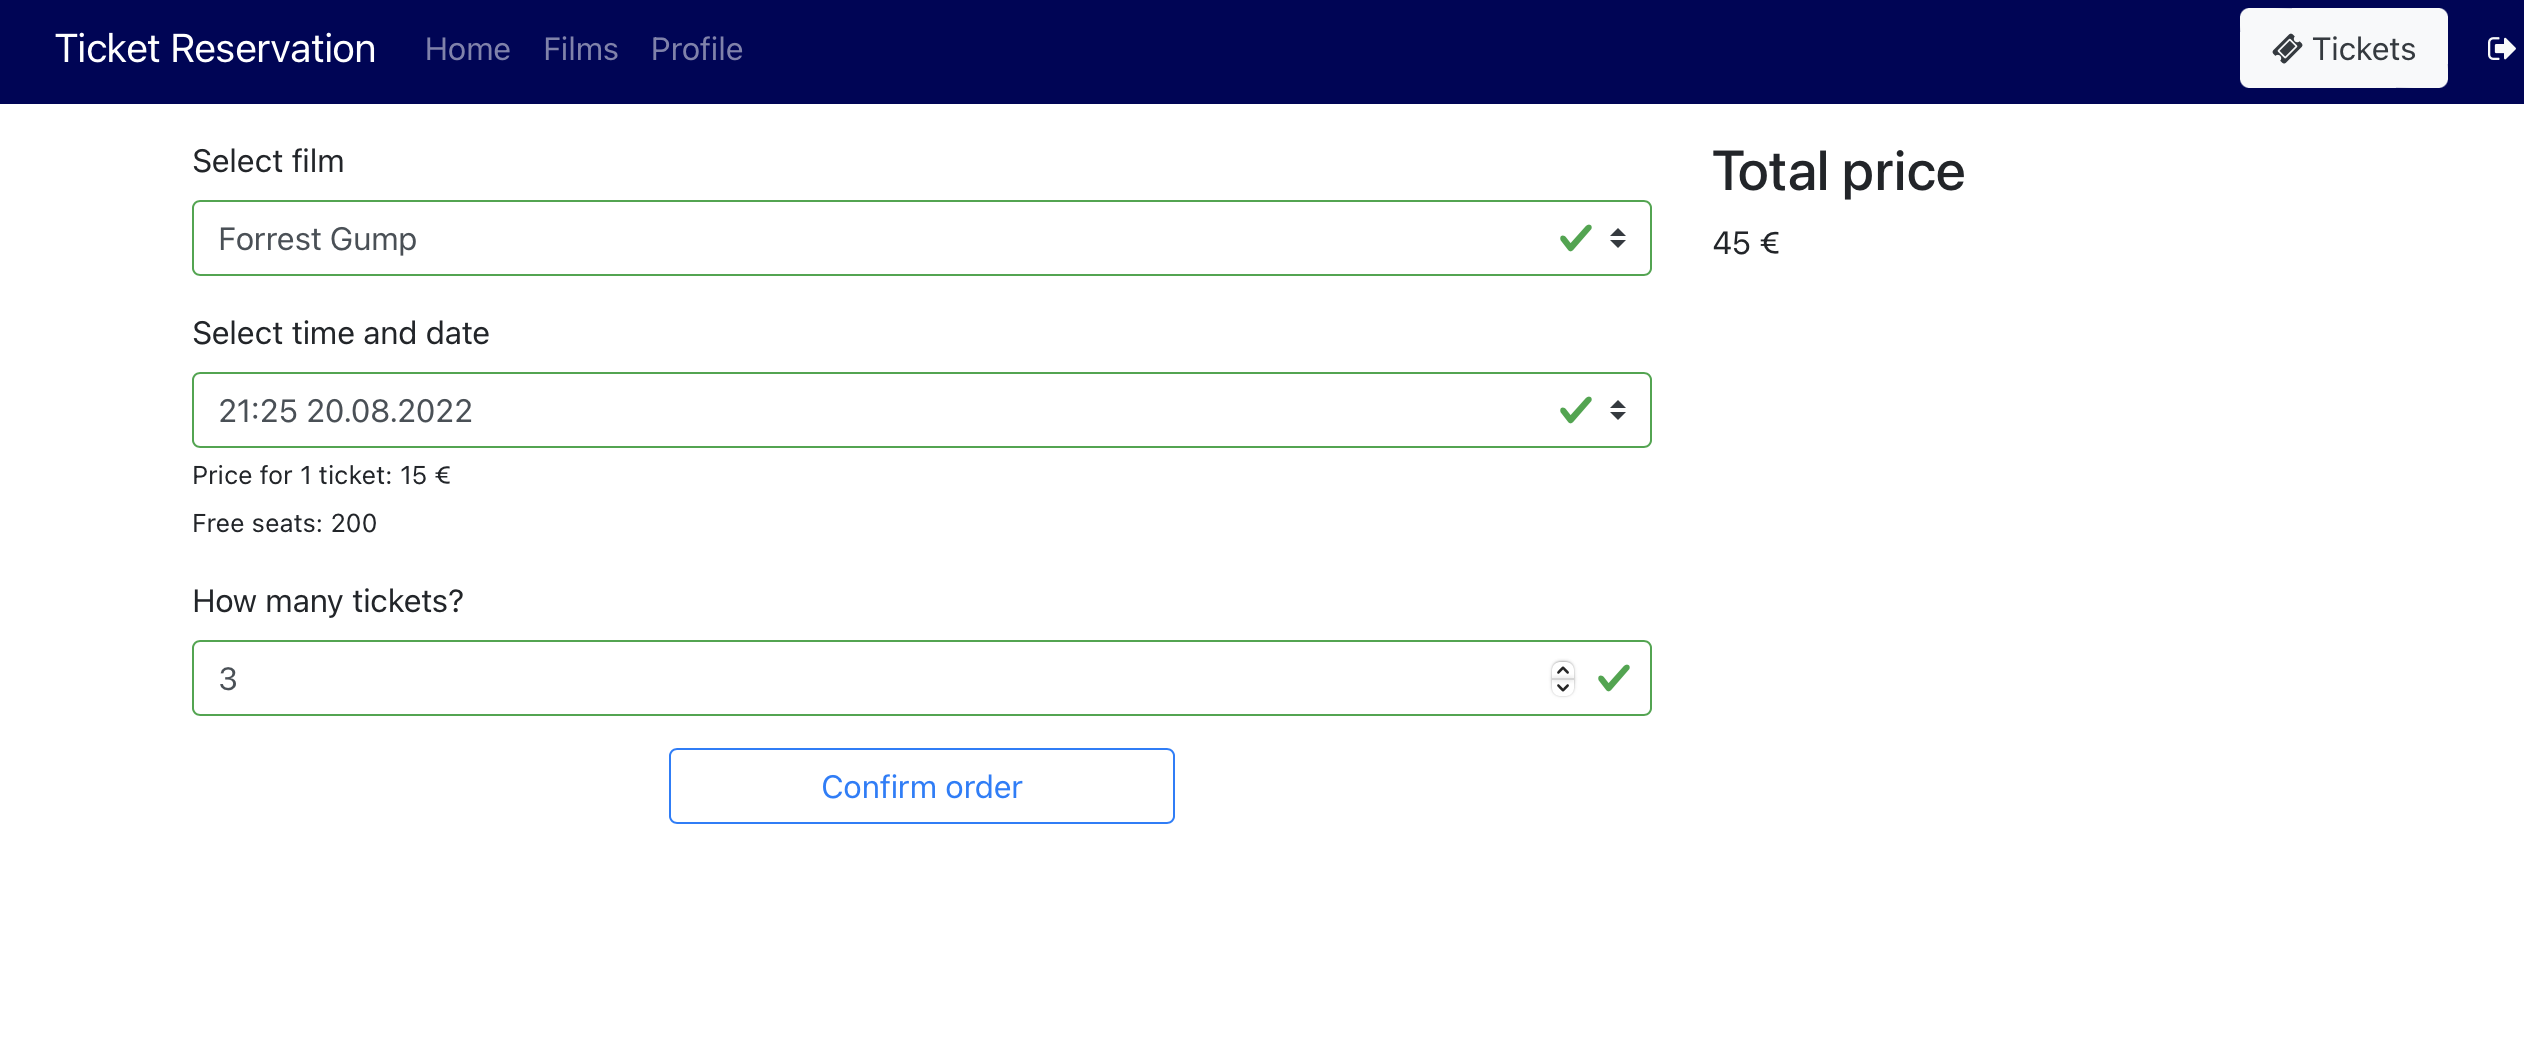 Ticket Reservation Home Films Profile Tickets
Select film
Forrest Gump
Select time and date
21:25 20.08.2022
Price for 1 ticket: 15 €
Free seats: 200
How many tickets?
3
Confirm order
Total price
45 €